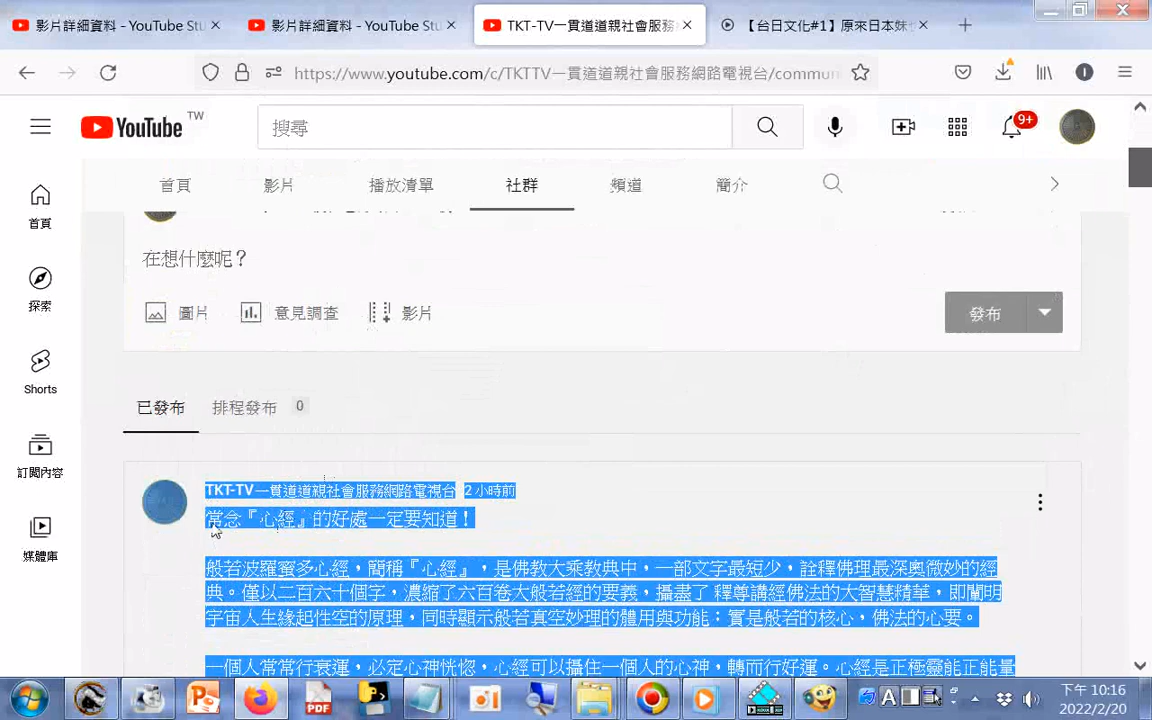 影片詳細資料 - YouTube Stu
影片詳細資料 - YouTube Stu
TKT-TV一貫道道親社會服務
【台日文化#1】原來日本妹
https://www.youtube.com/c/TKTTV一貫道道親社會服務網路電視台/commun
YouTube TW
搜尋
9+
首頁
影片
播放清單
社群
頻道
簡介
首頁
探索
Shorts
訂閱內容
媒體庫
在想什麼呢？
圖片
意見調查
影片
發布
已發布
排程發布
0
TKT-TV一貫道道親社會服務網路電視台 2 小時前
常念『心經』的好處一定要知道！
般若波羅蜜多心經，簡稱『心經』，是佛教大乘教典中，一部文字最短少，詮釋佛理最深奧微妙的經
典。僅以二百六十個字，濃縮了六百卷大般若經的要義，攝盡了 釋尊講經佛法的大智慧精華，即闡明
宇宙人生緣起性空的原理，同時顯示般若真空妙理的體用與功能；實是般若的核心，佛法的心要。
一個人常常行衰運，必定心神恍惚，心經可以攝住一個人的心神，轉而行好運。心經是正極靈能正能量
PDF
A
下午 10:16
2022/2/20